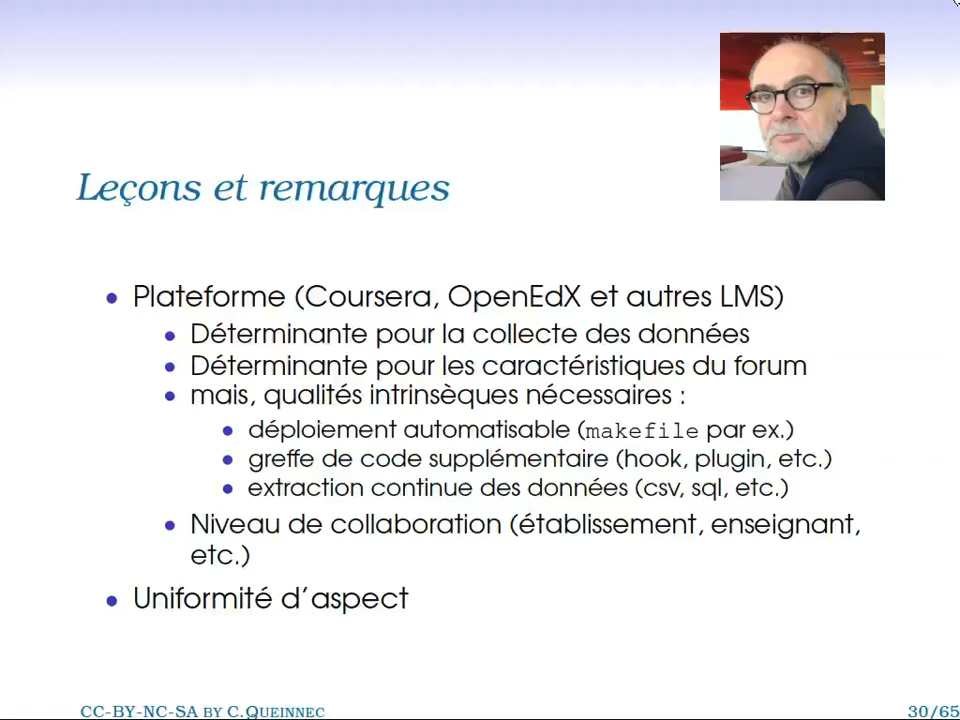 Leçons et remarques
• Plateforme (Coursera, OpenEdX et autres LMS)
• Déterminante pour la collecte des données
• Déterminante pour les caractéristiques du forum
• mais, qualités intrinsèques nécessaires :
• déploiement automatisable (makefile par ex.)
• greffe de code supplémentaire (hook, plugin, etc.)
• extraction continue des données (csv, sql, etc.)
• Niveau de collaboration (établissement, enseignant,
etc.)
• Uniformité d'aspect
CC-BY-NC-SA BY C.QUEINNEC 30/65